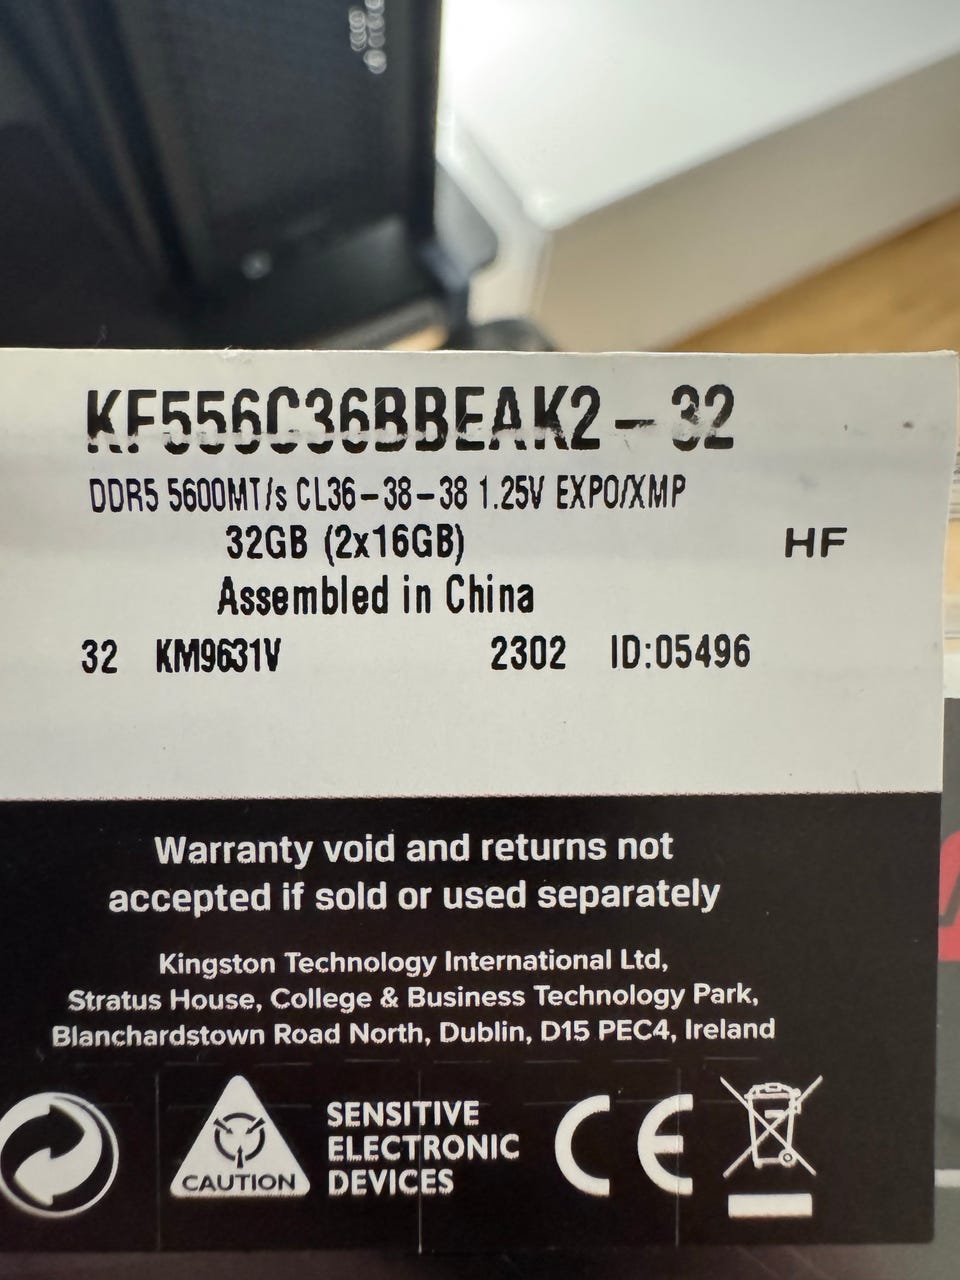 KF556C36BBEAK2-32
DDR5 5600MT/s CL36-38-38 1.25V EXPO/XMP
32GB (2x16GB)
HF
Assembled in China
32 KM9631V 2302 ID:05496
Warranty void and returns not
accepted if sold or used separately
Kingston Technology International Ltd,
Stratus House, College & Business Technology Park,
Blanchardstown Road North, Dublin, D15 PEC4, Ireland
CAUTION
SENSITIVE
ELECTRONIC
DEVICES
CE